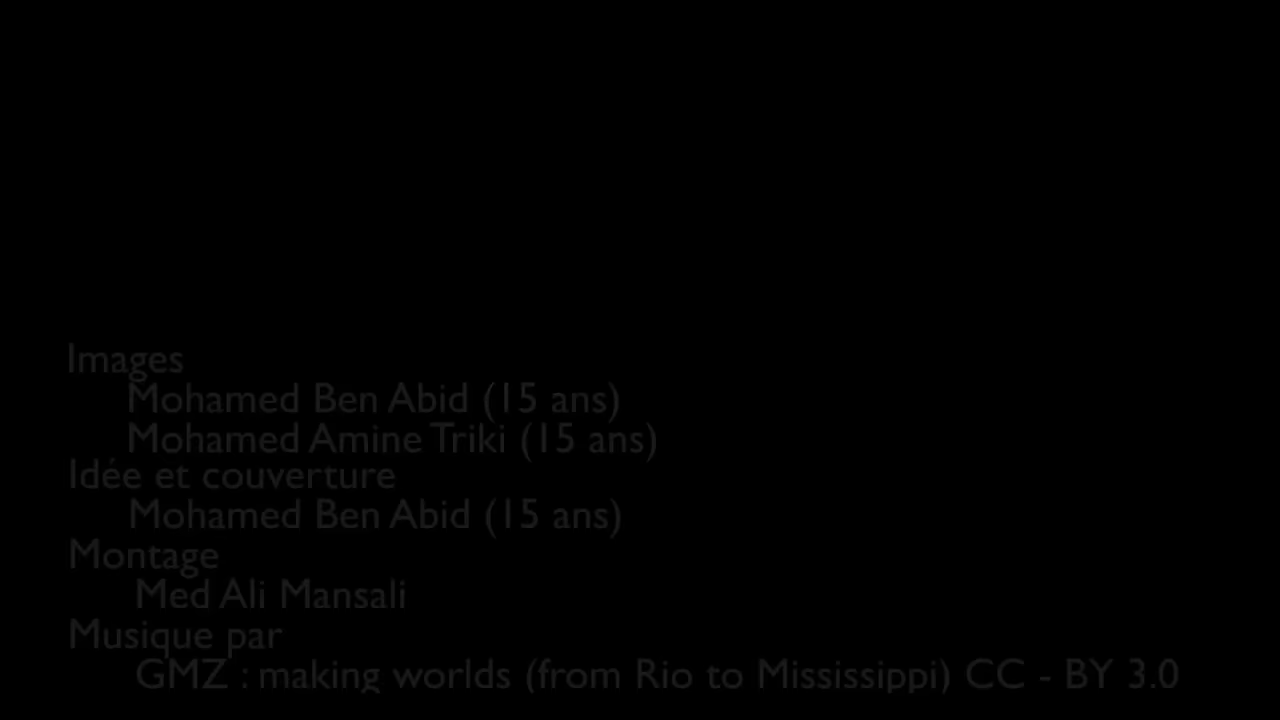 Images
Mohamed Ben Abid (15 ans)
Mohamed Amine Triki (15 ans)
Idée et couverture
Mohamed Ben Abid (15 ans)
Montage
Med Ali Mansali
Musique par
GMZ : making worlds (from Rio to Mississippi) CC - BY 3.0